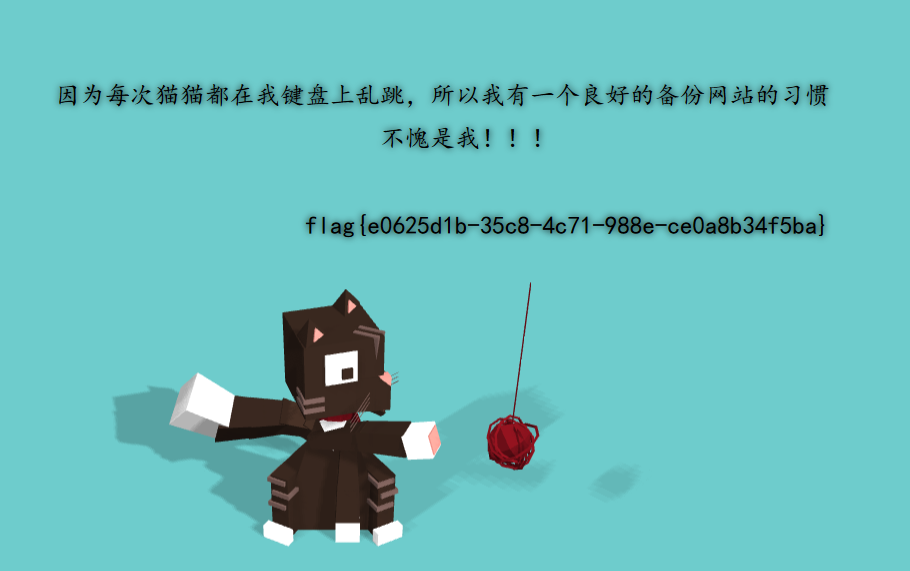 因为每次猫猫都在我键盘上乱跳，所以我有一个良好的备份网站的习惯
不愧是我！！！
flag{e0625d1b-35c8-4c71-988e-ce0a8b34f5ba}